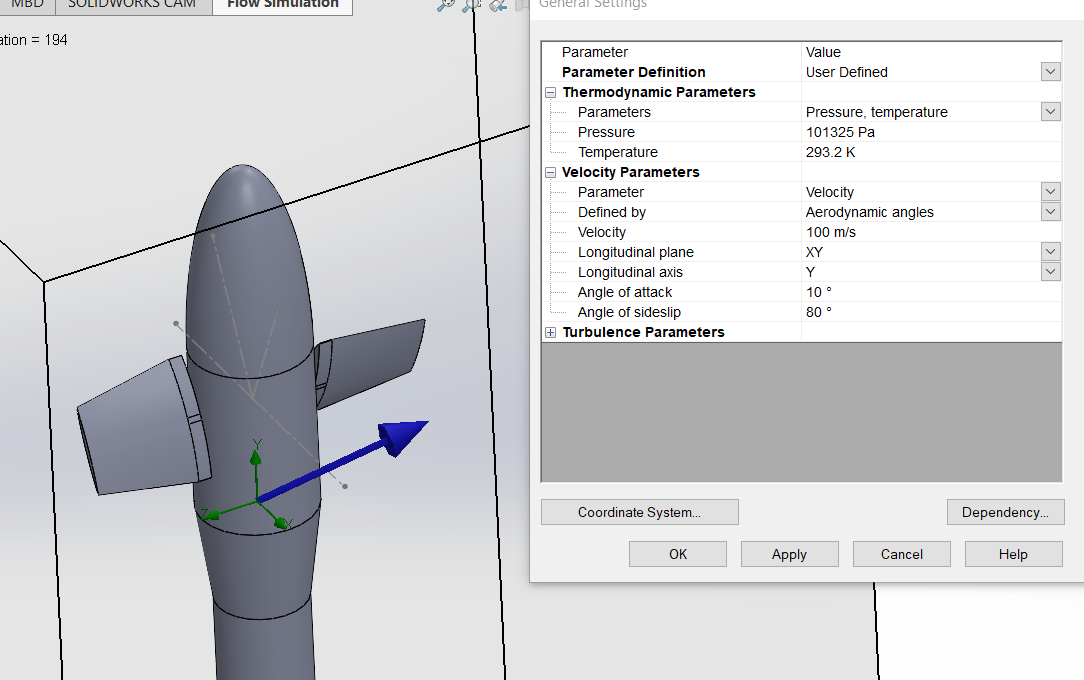 MBD SOLIDWORKS CAM Flow Simulation
General Settings
ation = 194
Parameter Value
Parameter Definition User Defined
Thermodynamic Parameters
Parameters Pressure, temperature
Pressure 101325 Pa
Temperature 293.2 K
Velocity Parameters
Parameter Velocity
Defined by Aerodynamic angles
Velocity 100 m/s
Longitudinal plane XY
Longitudinal axis Y
Angle of attack 10 °
Angle of sideslip 80 °
Turbulence Parameters
Y
Z
X
Coordinate System... Dependency...
OK Apply Cancel Help